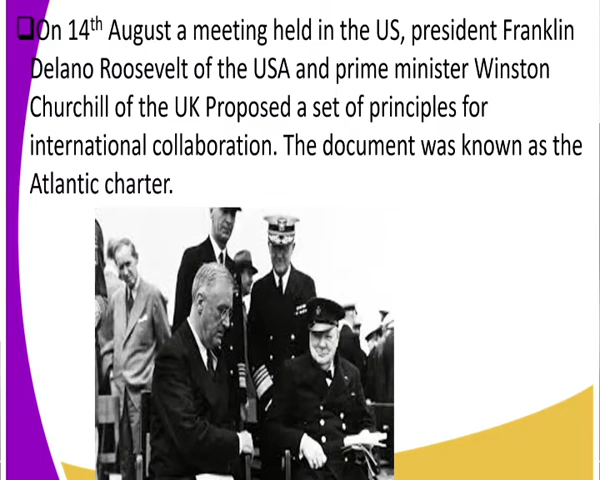 On 14th August a meeting held in the US, president Franklin
Delano Roosevelt of the USA and prime minister Winston
Churchill of the UK Proposed a set of principles for
international collaboration. The document was known as the
Atlantic charter.